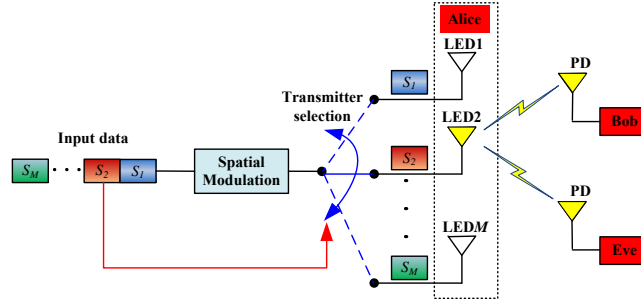 Alice
LED1
S1
PD
Transmitter
selection
Bob
Input data
LED2
SM ... S2 S1
Spatial
Modulation
S2
PD
LEDM
Eve
SM